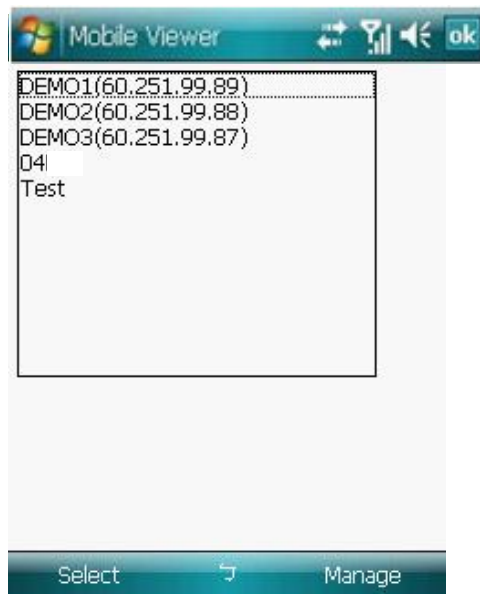 Mobile Viewer ok
DEMO1(60.251.99.89)
DEMO2(60.251.99.88)
DEMO3(60.251.99.87)
04
Test
Select ㄅ Manage